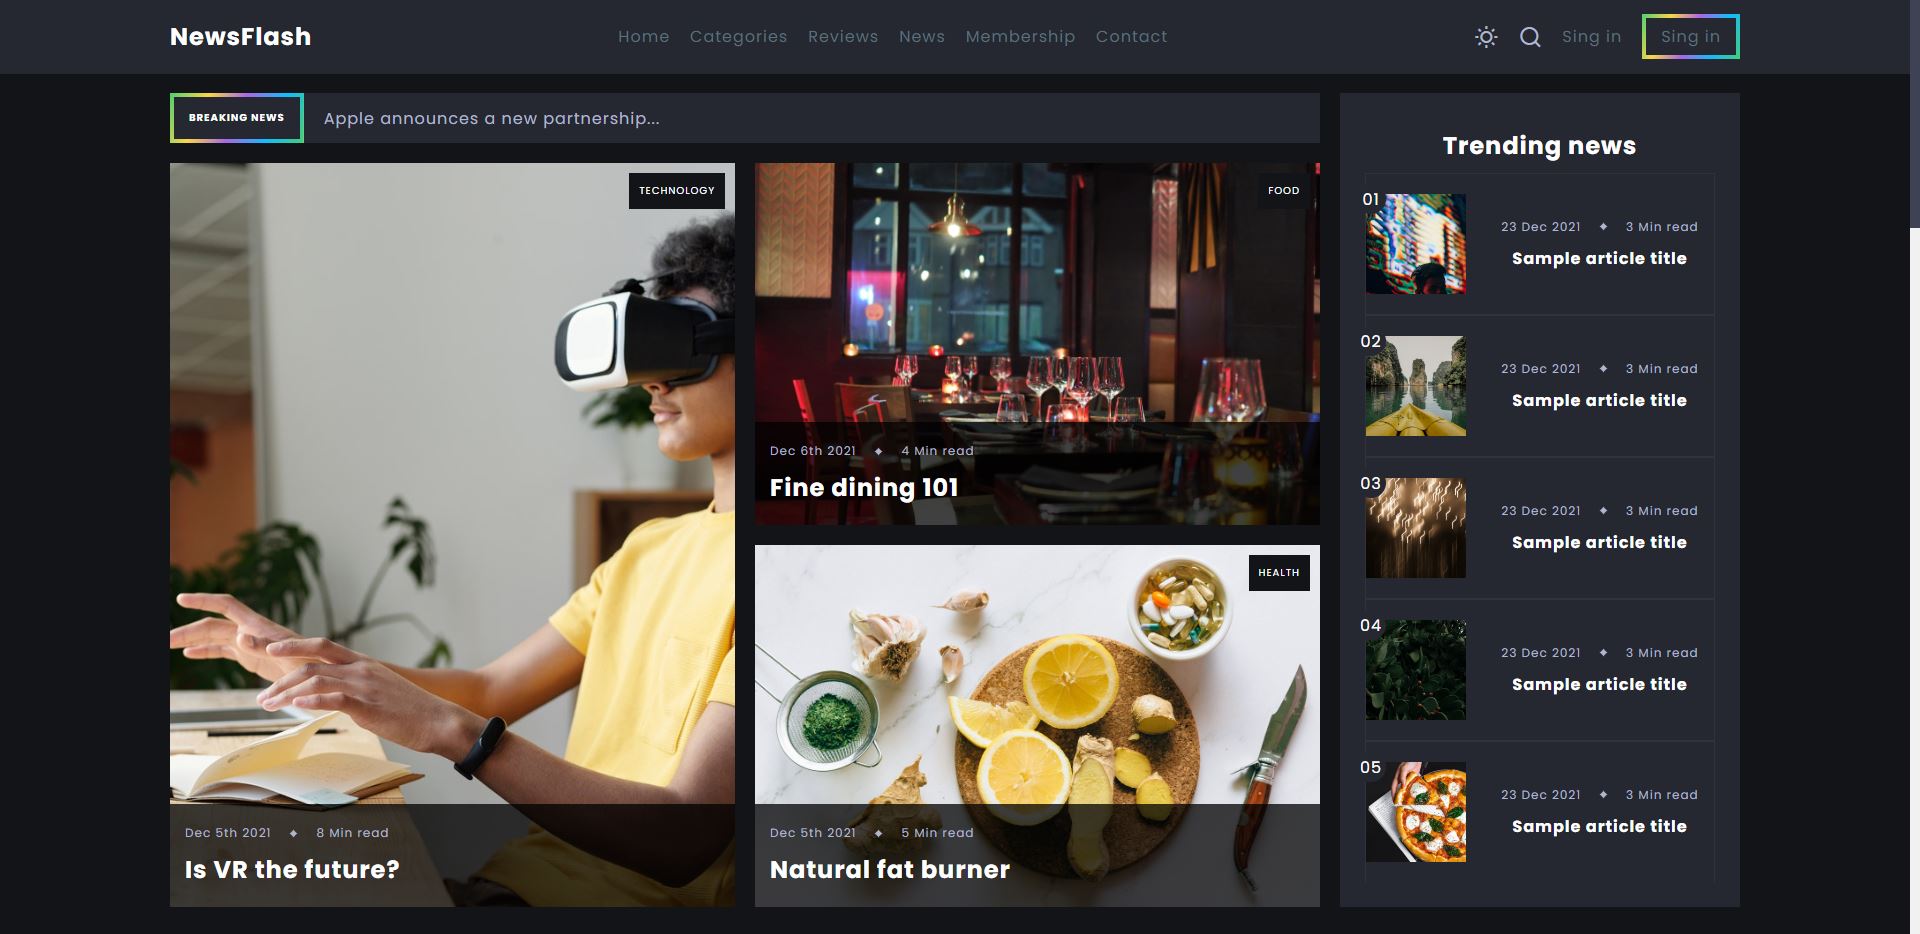 NewsFlash
Home Categories Reviews News Membership Contact
Sing in
Sing in
BREAKING NEWS
Apple announces a new partnership...
TECHNOLOGY
Dec 5th 2021 ◆ 8 Min read
Is VR the future?
FOOD
Dec 6th 2021 ◆ 4 Min read
Fine dining 101
HEALTH
Dec 5th 2021 ◆ 5 Min read
Natural fat burner
Trending news
01
23 Dec 2021 ◆ 3 Min read
Sample article title
02
23 Dec 2021 ◆ 3 Min read
Sample article title
03
23 Dec 2021 ◆ 3 Min read
Sample article title
04
23 Dec 2021 ◆ 3 Min read
Sample article title
05
23 Dec 2021 ◆ 3 Min read
Sample article title